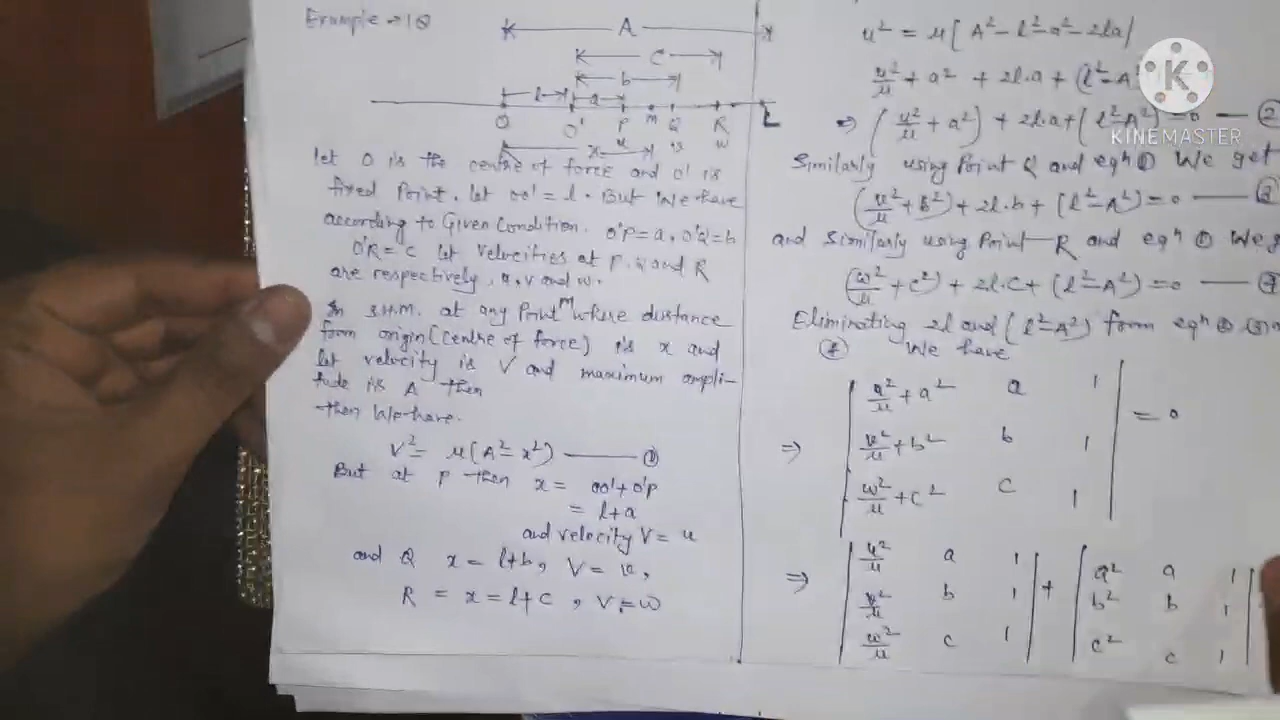 Example → 18
A
C
b
l a
O O' P M Q R L
x u v w
let O is the centre of force and O' is
fixed Point. let OO' = l. But We have
according to Given Condition. O'P=a, O'Q=b
O'R=c let velocities at P, Q and R
are respectively, u, v and w.
In S.H.M. at any Point M where distance
from origin (centre of force) is x and
let velocity is V and maximum ampli-
tude is A then
then We have.
V² = μ(A²-x²) —— ①
But at P then x = OO'+O'P
= l+a
and velocity V = u
and Q x = l+b, V = v,
R = x = l+c, V = w
u² = μ[A²-l²-a²-2la]
u²/μ + a² + 2l.a + (l²-A²
⇒ (u²/μ + a²) + 2l.a + (l²-A²) = 0 — ②
Similarly using Point Q and eqⁿ ① We get
(v²/μ + b²) + 2l.b + (l²-A²) = 0 —— ③
and Similarly using Point R and eqⁿ ① We g
(w²/μ + c²) + 2l.c + (l²-A²) = 0 —— ④
Eliminating 2l and (l²-A²) form eqⁿ ② ③
④ We have
⇒ | u²/μ + a² a 1 |
| v²/μ + b² b 1 | = 0
| w²/μ + c² c 1 |
⇒ | u²/μ a 1 | + | a² a 1 |
| v²/μ b 1 | | b² b 1 |
| w²/μ c 1 | | c² c 1 |
K
KINEMASTER